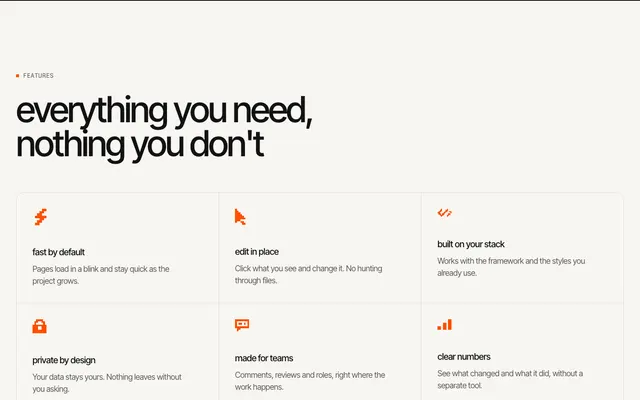 FEATURES
everything you need,
nothing you don't
fast by default
Pages load in a blink and stay quick as the
project grows.
edit in place
Click what you see and change it. No hunting
through files.
built on your stack
Works with the framework and the styles you
already use.
private by design
Your data stays yours. Nothing leaves without
you asking.
made for teams
Comments, reviews and roles, right where the
work happens.
clear numbers
See what changed and what it did, without a
separate tool.